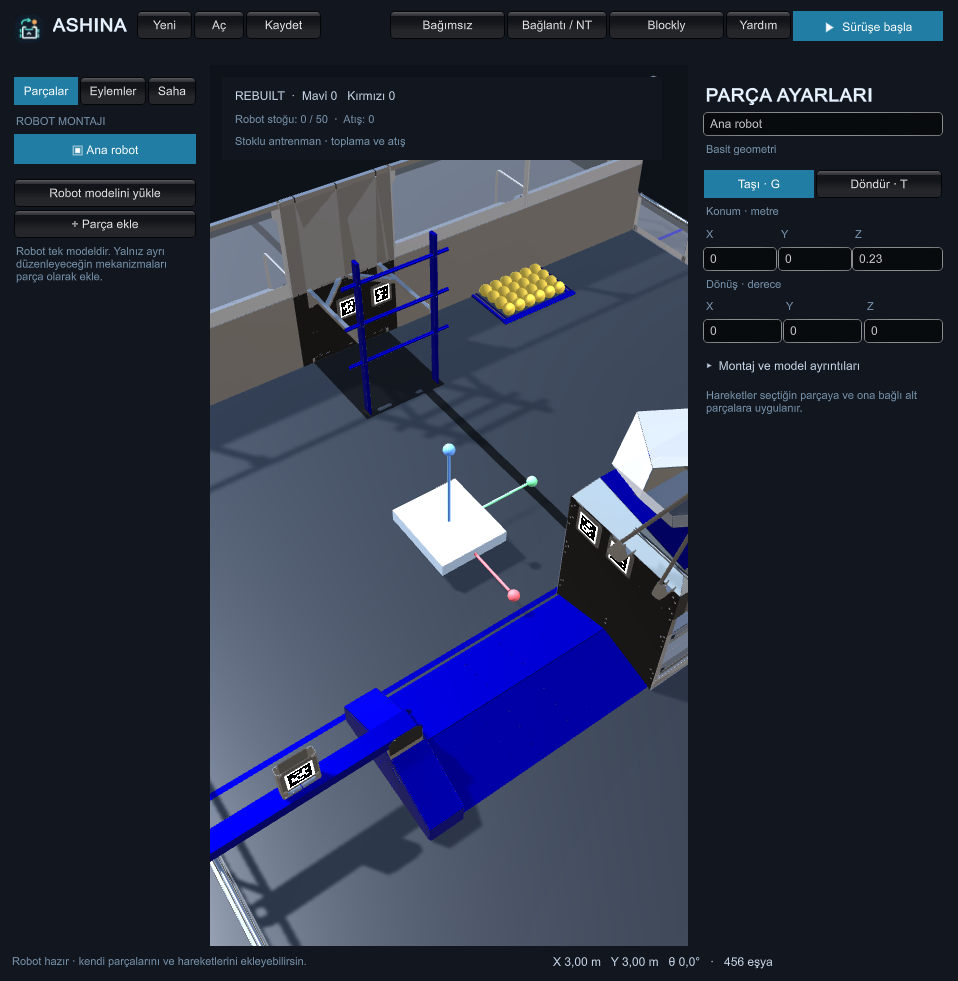 ASHINA
Yeni
Aç
Kaydet
Bağımsız
Bağlantı / NT
Blockly
Yardım
▶ Sürüşe başla
Parçalar
Eylemler
Saha
ROBOT MONTAJI
▣ Ana robot
Robot modelini yükle
+ Parça ekle
Robot tek modeldir. Yalnız ayrı
düzenleyeceğin mekanizmaları
parça olarak ekle.
REBUILT · Mavi 0 Kırmızı 0
Robot stoğu: 0 / 50 · Atış: 0
Stoklu antrenman · toplama ve atış
PARÇA AYARLARI
Ana robot
Basit geometri
Taşı · G
Döndür · T
Konum · metre
X Y Z
0 0 0.23
Dönüş · derece
X Y Z
0 0 0
▸ Montaj ve model ayrıntıları
Hareketler seçtiğin parçaya ve ona bağlı alt
parçalara uygulanır.
Robot hazır · kendi parçalarını ve hareketlerini ekleyebilirsin.
X 3,00 m Y 3,00 m θ 0,0° · 456 eşya